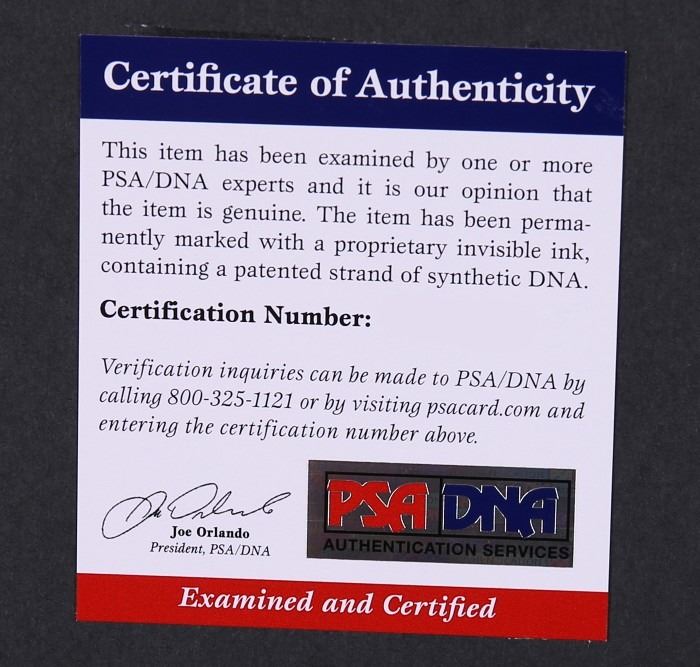 Certificate of Authenticity
This item has been examined by one or more
PSA/DNA experts and it is our opinion that
the item is genuine. The item has been perma-
nently marked with a proprietary invisible ink,
containing a patented strand of synthetic DNA.
Certification Number:
Verification inquiries can be made to PSA/DNA by
calling 800-325-1121 or by visiting psacard.com and
entering the certification number above.
Joe Orlando
President, PSA/DNA
PSA DNA
AUTHENTICATION SERVICES
Examined and Certified